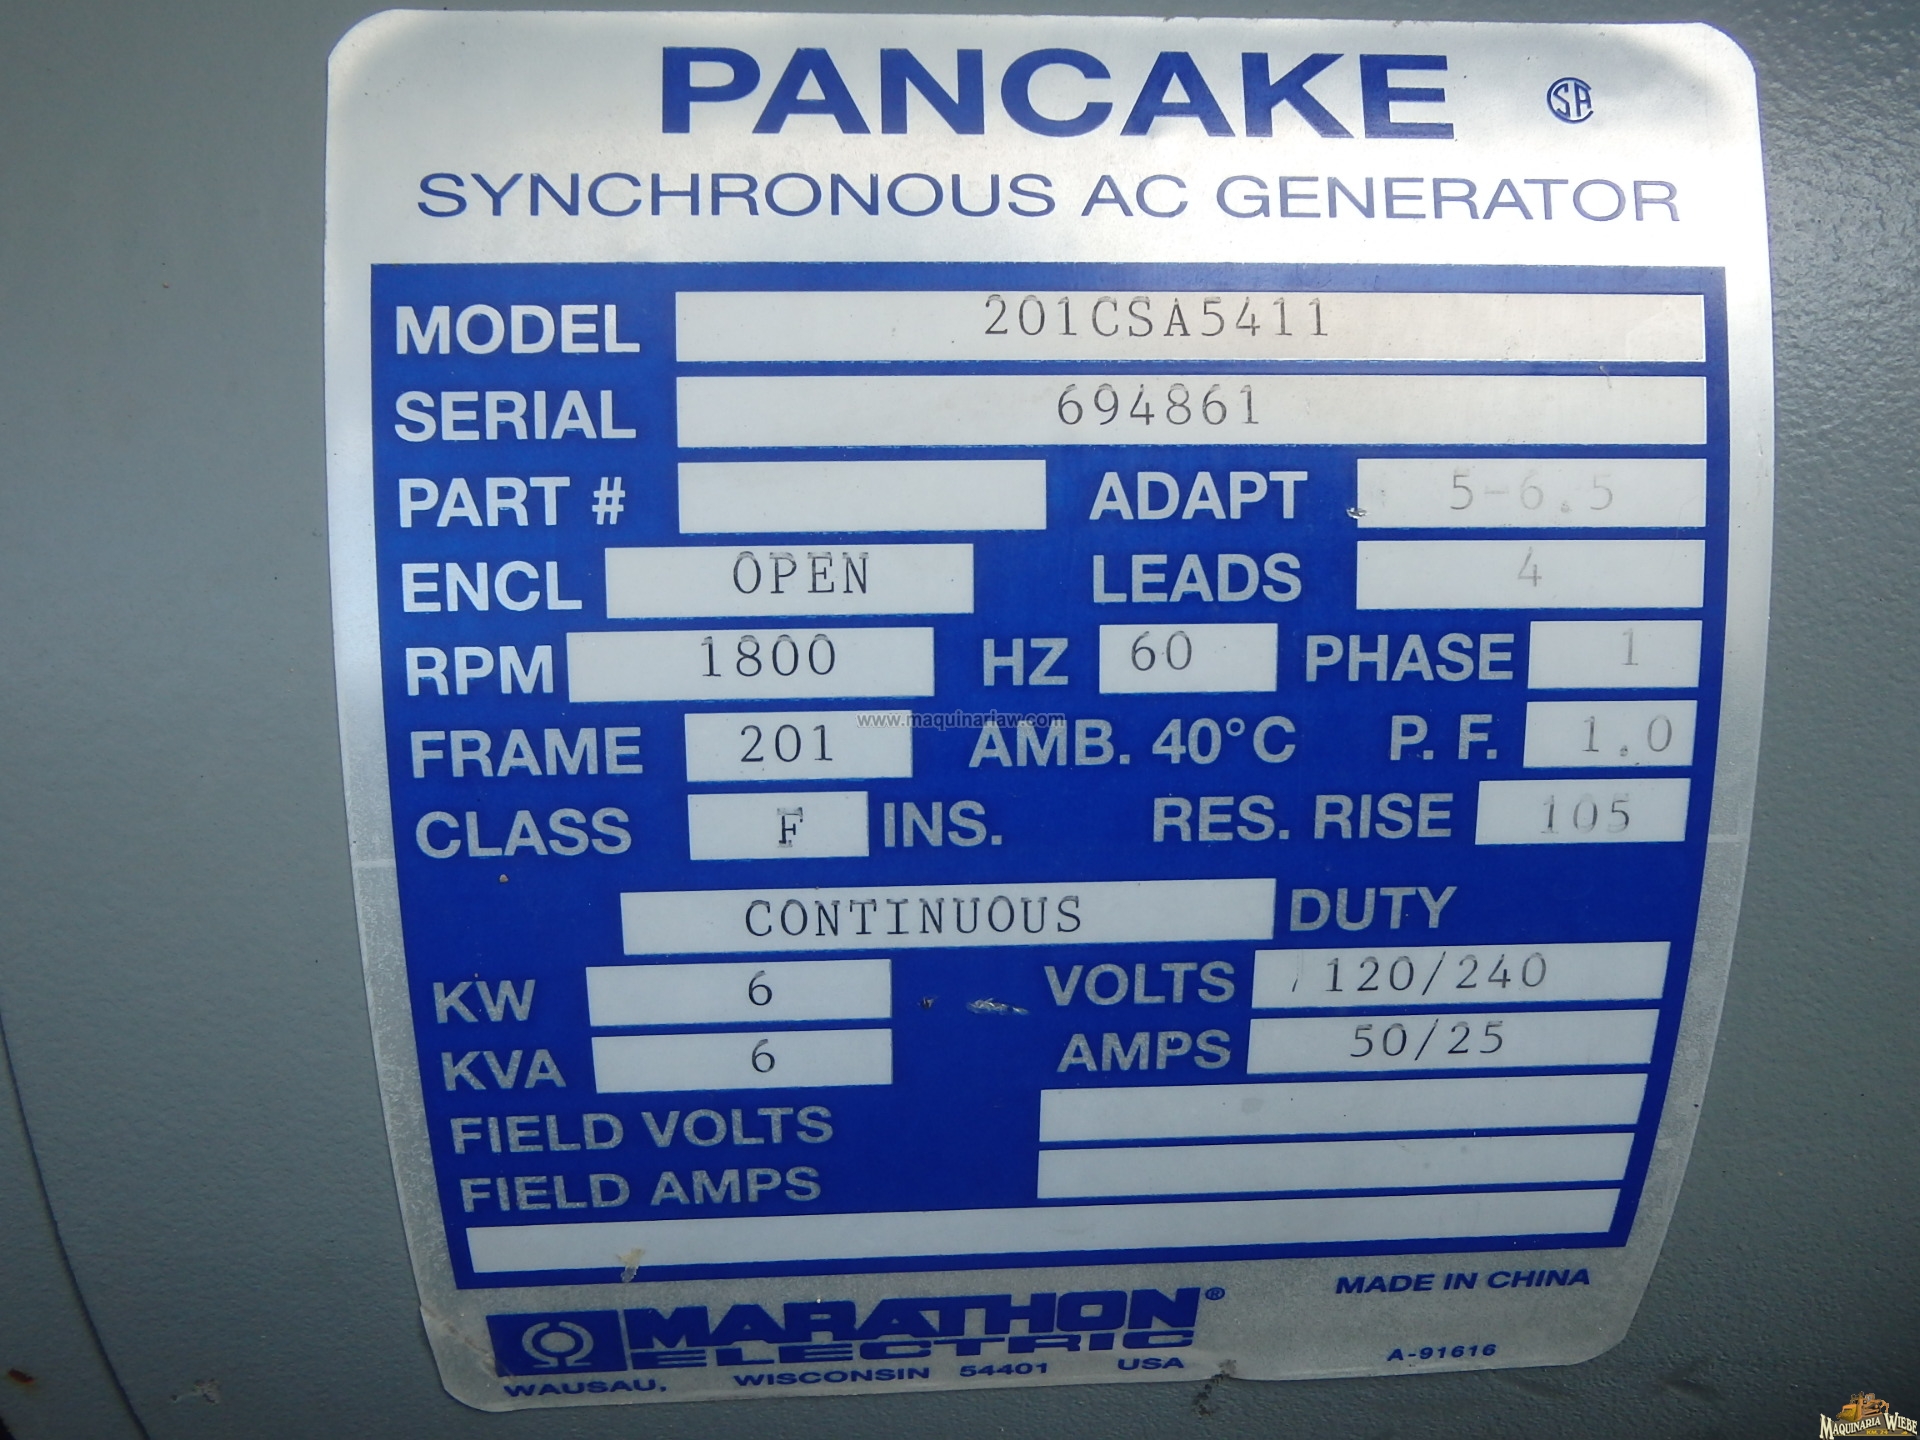 PANCAKE
SYNCHRONOUS AC GENERATOR
MODEL 201CSA5411
SERIAL 694861
PART # ADAPT 5-6.5
ENCL OPEN LEADS 4
RPM 1800 HZ 60 PHASE 1
FRAME 201 AMB. 40°C P. F. 1.0
CLASS F INS. RES. RISE 105
CONTINUOUS DUTY
KW 6 VOLTS 120/240
KVA 6 AMPS 50/25
FIELD VOLTS
FIELD AMPS
MARATHON® MADE IN CHINA
ELECTRIC
WAUSAU, WISCONSIN 54401 USA A-91616
www.maquinariaw.com
MAQUINARIA WIEBE
KM. 24